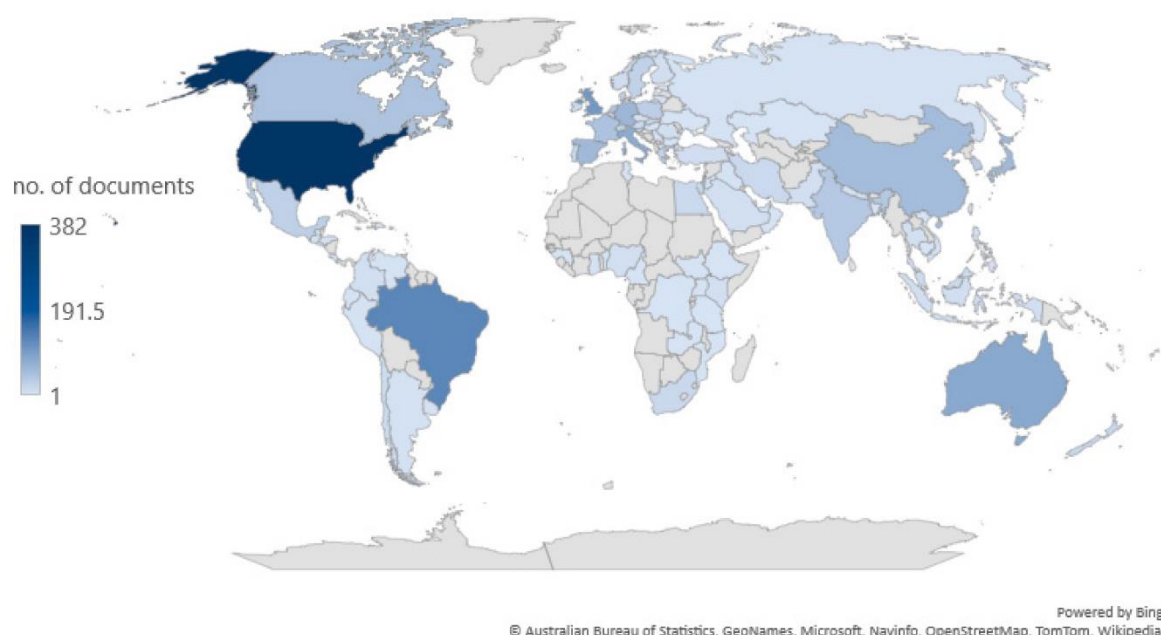 no. of documents
382
191.5
1
Powered by Bing
© Australian Bureau of Statistics, GeoNames, Microsoft, Navinfo, OpenStreetMap, TomTom, Wikipedia